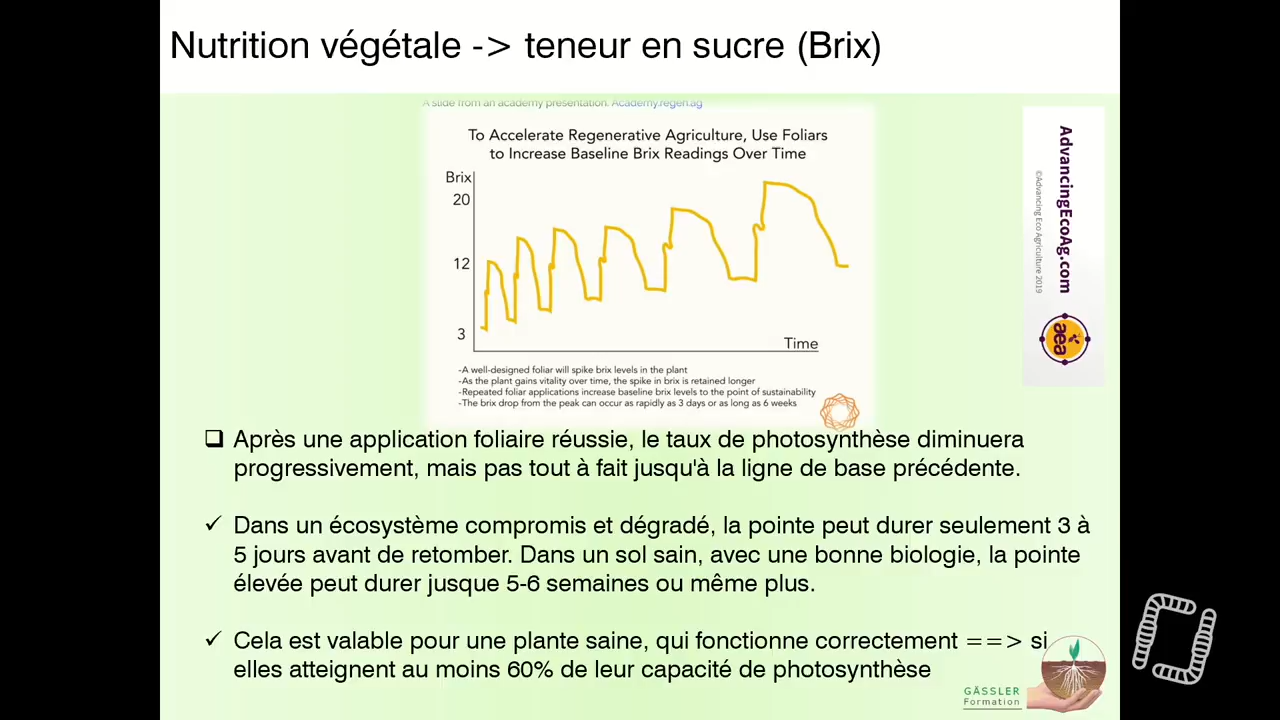 Nutrition végétale -> teneur en sucre (Brix)
A slide from an academy presentation. Academy.regen.ag
To Accelerate Regenerative Agriculture, Use Foliars
to Increase Baseline Brix Readings Over Time
Brix
20
12
3
Time
-A well-designed foliar will spike brix levels in the plant
-As the plant gains vitality over time, the spike in brix is retained longer
-Repeated foliar applications increase baseline brix levels to the point of sustainability
-The brix drop from the peak can occur as rapidly as 3 days or as long as 6 weeks
AdvancingEcoAg.com
©Advancing Eco Agriculture 2019
aea
Après une application foliaire réussie, le taux de photosynthèse diminuera
progressivement, mais pas tout à fait jusqu'à la ligne de base précédente.
✓ Dans un écosystème compromis et dégradé, la pointe peut durer seulement 3 à
5 jours avant de retomber. Dans un sol sain, avec une bonne biologie, la pointe
élevée peut durer jusque 5-6 semaines ou même plus.
✓ Cela est valable pour une plante saine, qui fonctionne correctement ==> si
elles atteignent au moins 60% de leur capacité de photosynthèse
GÄSSLER
Formation